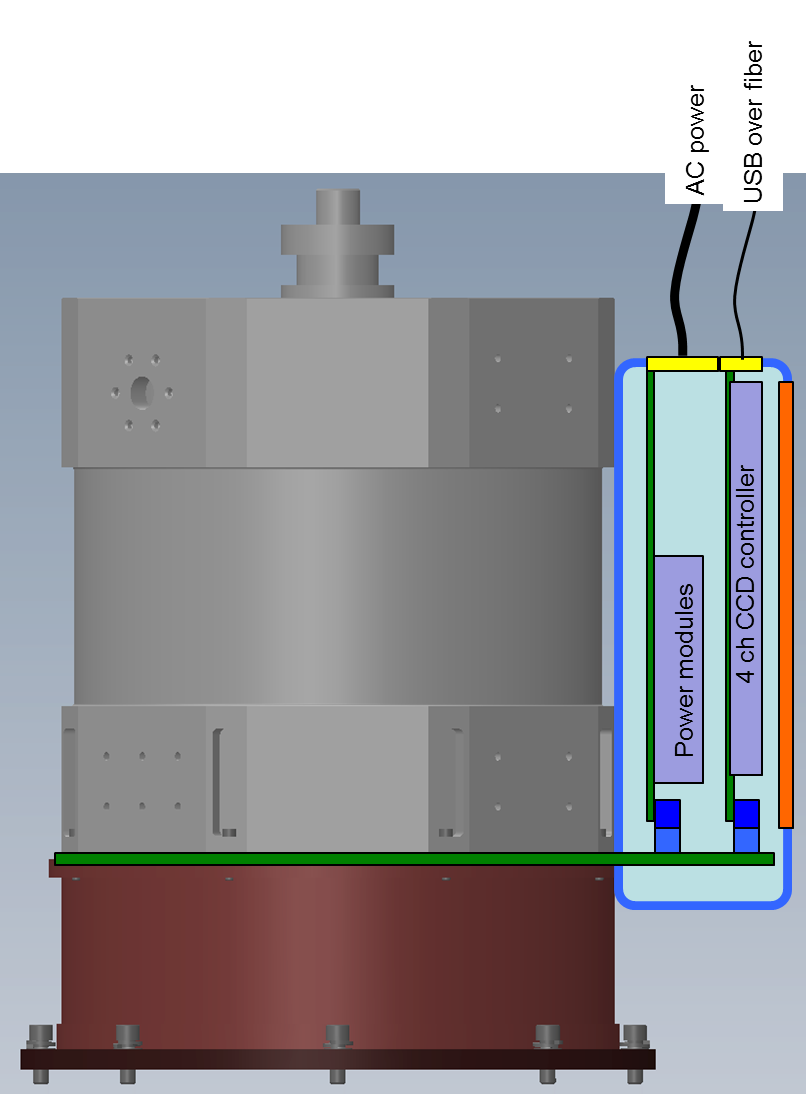 AC power
USB over fiber
Power modules
4 ch CCD controller